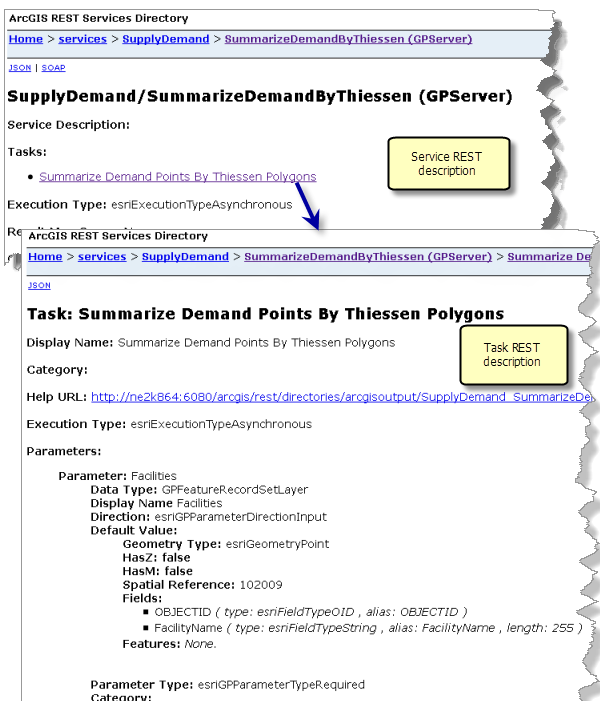 ArcGIS REST Services Directory
Home > services > SupplyDemand > SummarizeDemandByThiessen (GPServer)
JSON | SOAP
SupplyDemand/SummarizeDemandByThiessen (GPServer)
Service Description:
Tasks:
• Summarize Demand Points By Thiessen Polygons
Service REST
description
Execution Type: esriExecutionTypeAsynchronous
ArcGIS REST Services Directory
Home > services > SupplyDemand > SummarizeDemandByThiessen (GPServer) > Summarize De
JSON
Task: Summarize Demand Points By Thiessen Polygons
Display Name: Summarize Demand Points By Thiessen Polygons
Task REST
description
Category:
Help URL: http://ne2k864:6080/arcgis/rest/directories/arcgisoutput/SupplyDemand_SummarizeDe
Execution Type: esriExecutionTypeAsynchronous
Parameters:
Parameter: Facilities
Data Type: GPFeatureRecordSetLayer
Display Name Facilities
Direction: esriGPParameterDirectionInput
Default Value:
Geometry Type: esriGeometryPoint
HasZ: false
HasM: false
Spatial Reference: 102009
Fields:
▪ OBJECTID ( type: esriFieldTypeOID , alias: OBJECTID )
▪ FacilityName ( type: esriFieldTypeString , alias: FacilityName , length: 255 )
Features: None.
Parameter Type: esriGPParameterTypeRequired
Category: